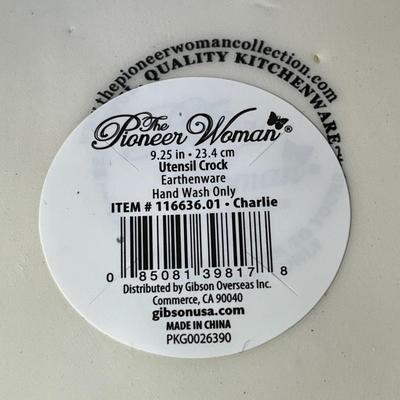 thepioneerwomancollection.com
QUALITY KITCHENWARE
The
Pioneer Woman®
9.25 in • 23.4 cm
Utensil Crock
Earthenware
Hand Wash Only
ITEM # 116636.01 • Charlie
0 85081 39817 8
Distributed by Gibson Overseas Inc.
Commerce, CA 90040
gibsonusa.com
MADE IN CHINA
PKG0026390